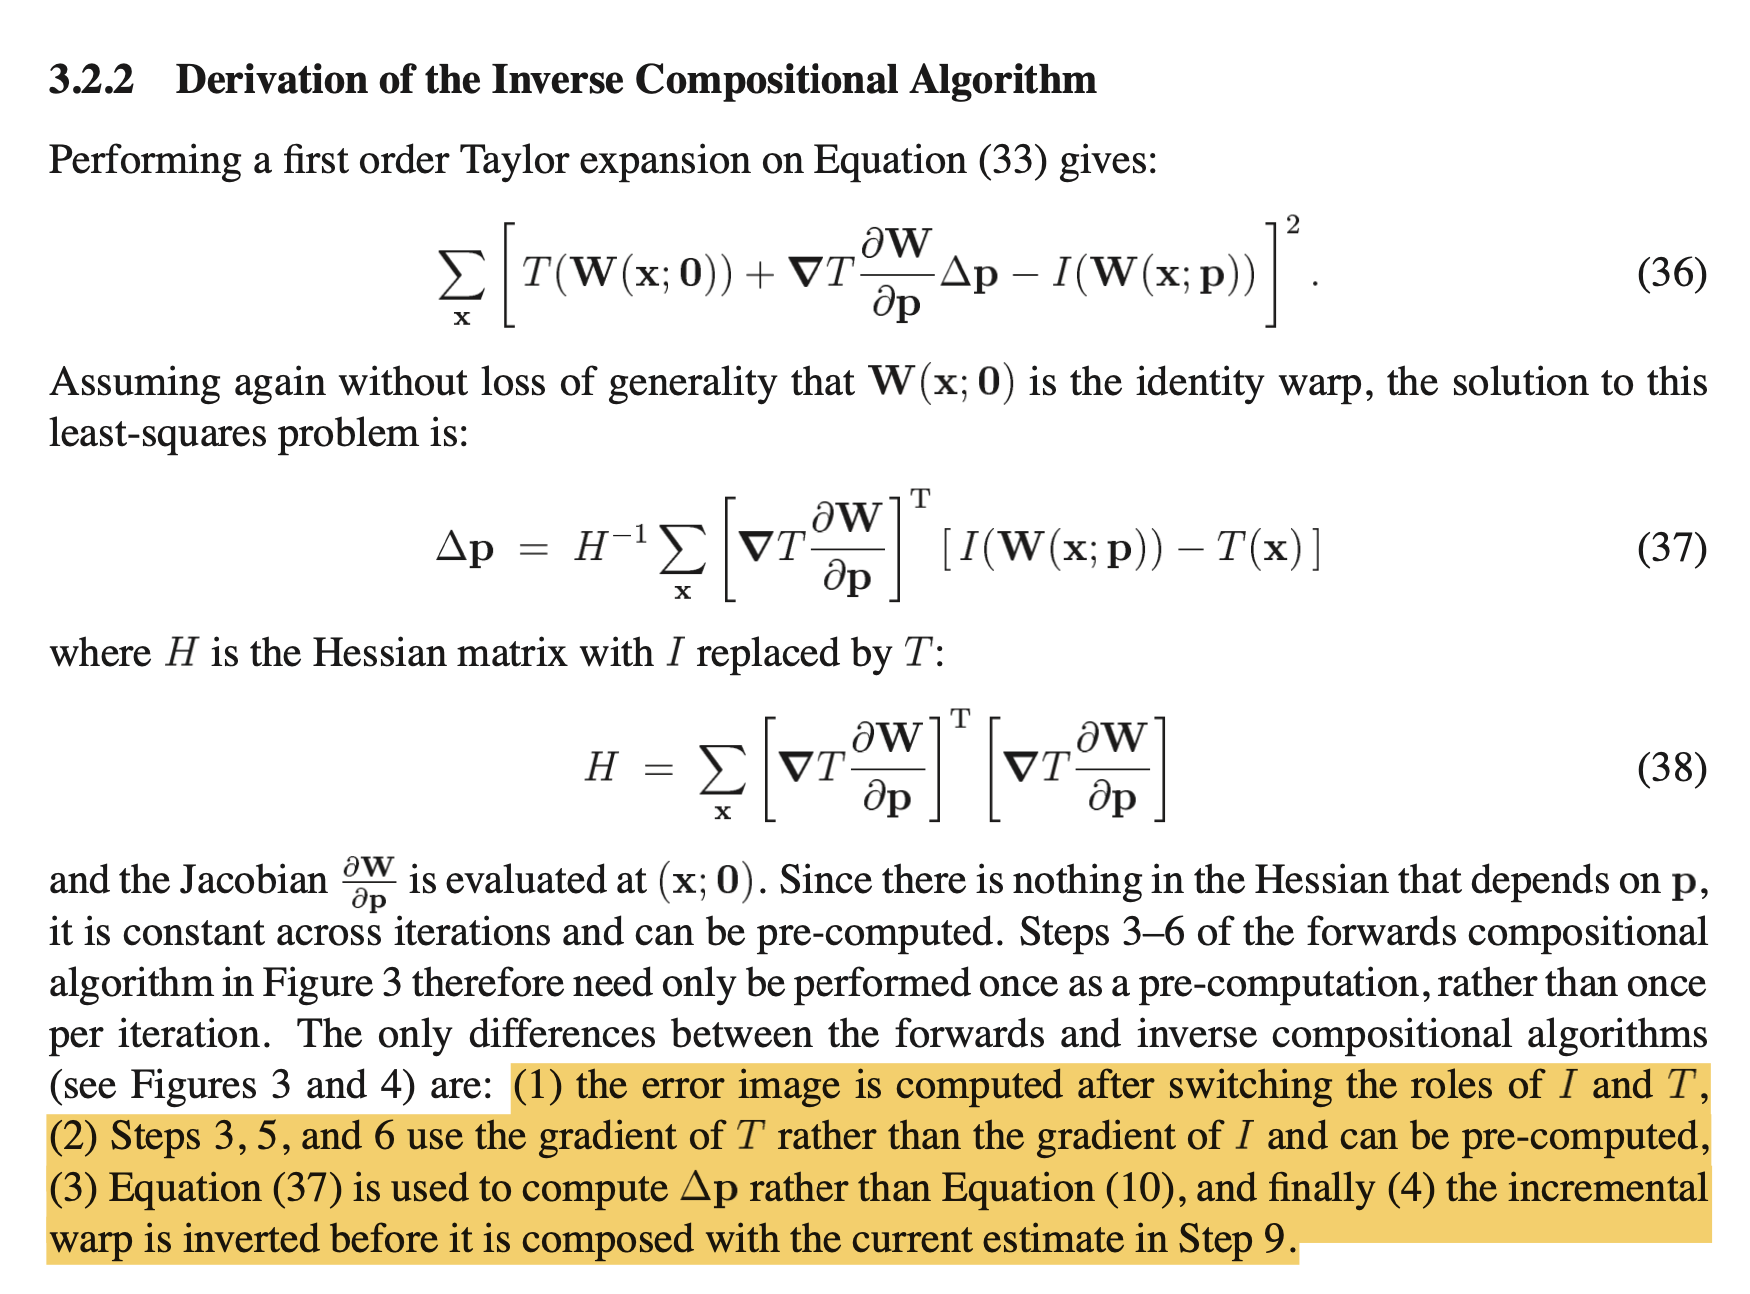 3.2.2 Derivation of the Inverse Compositional Algorithm
Performing a first order Taylor expansion on Equation (33) gives:
$$\sum_{\mathbf{x}} \left[ T(\mathbf{W}(\mathbf{x}; \mathbf{0})) + \nabla T \frac{\partial \mathbf{W}}{\partial \mathbf{p}} \Delta \mathbf{p} - I(\mathbf{W}(\mathbf{x}; \mathbf{p})) \right]^2. \quad (36)$$
Assuming again without loss of generality that $\mathbf{W}(\mathbf{x}; \mathbf{0})$ is the identity warp, the solution to this
least-squares problem is:
$$\Delta \mathbf{p} = H^{-1} \sum_{\mathbf{x}} \left[ \nabla T \frac{\partial \mathbf{W}}{\partial \mathbf{p}} \right]^{\mathrm{T}} [ I(\mathbf{W}(\mathbf{x}; \mathbf{p})) - T(\mathbf{x}) ] \quad (37)$$
where $H$ is the Hessian matrix with $I$ replaced by $T$:
$$H = \sum_{\mathbf{x}} \left[ \nabla T \frac{\partial \mathbf{W}}{\partial \mathbf{p}} \right]^{\mathrm{T}} \left[ \nabla T \frac{\partial \mathbf{W}}{\partial \mathbf{p}} \right] \quad (38)$$
and the Jacobian $\frac{\partial \mathbf{W}}{\partial \mathbf{p}}$ is evaluated at $(\mathbf{x}; \mathbf{0})$. Since there is nothing in the Hessian that depends on $\mathbf{p}$,
it is constant across iterations and can be pre-computed. Steps 3–6 of the forwards compositional
algorithm in Figure 3 therefore need only be performed once as a pre-computation, rather than once
per iteration. The only differences between the forwards and inverse compositional algorithms
(see Figures 3 and 4) are: (1) the error image is computed after switching the roles of $I$ and $T$,
(2) Steps 3, 5, and 6 use the gradient of $T$ rather than the gradient of $I$ and can be pre-computed,
(3) Equation (37) is used to compute $\Delta \mathbf{p}$ rather than Equation (10), and finally (4) the incremental
warp is inverted before it is composed with the current estimate in Step 9.